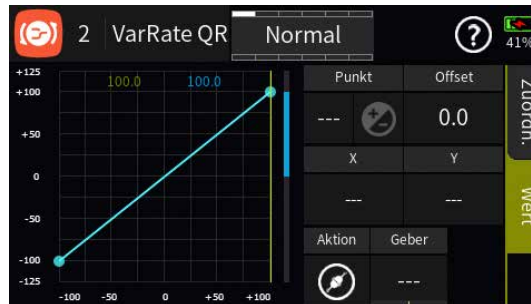 2 VarRate QR Normal ? 41%
+125 100.0 100.0 Punkt Offset
+100
--- 0.0
+50
X Y
0
--- ---
-50
Aktion Geber
-100
---
-125
-100 -50 0 +50 +100
Zuordn.
Wert